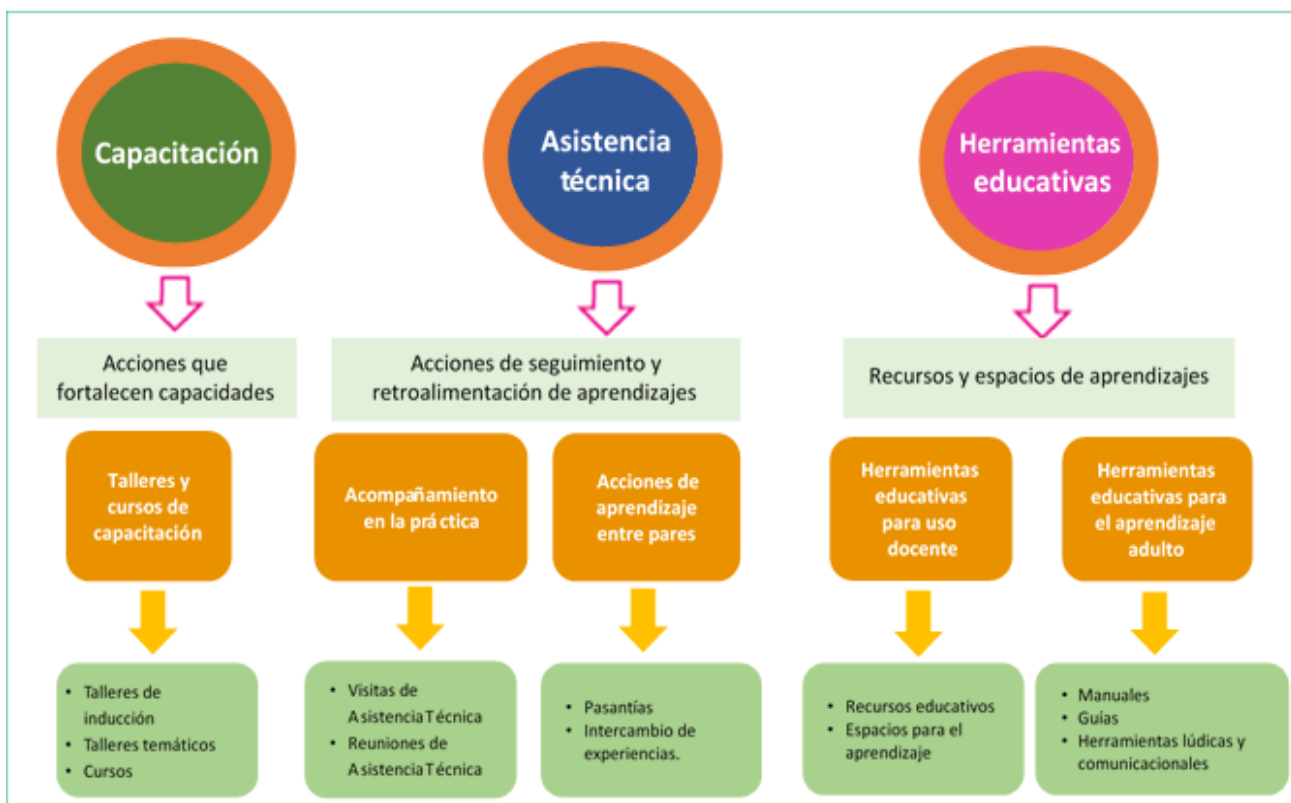 Capacitación
Asistencia
técnica
Herramientas
educativas
Acciones que
fortalecen capacidades
Acciones de seguimiento y
retroalimentación de aprendizajes
Recursos y espacios de aprendizajes
Talleres y
cursos de
capacitación
Acompañamiento
en la práctica
Acciones de
aprendizaje
entre pares
Herramientas
educativas
para uso
docente
Herramientas
educativas para
el aprendizaje
adulto
• Talleres de
inducción
• Talleres temáticos
• Cursos
• Visitas de
Asistencia Técnica
• Reuniones de
Asistencia Técnica
• Pasantías
• Intercambio de
experiencias.
• Recursos educativos
• Espacios para el
aprendizaje
• Manuales
• Guías
• Herramientas lúdicas y
comunicacionales